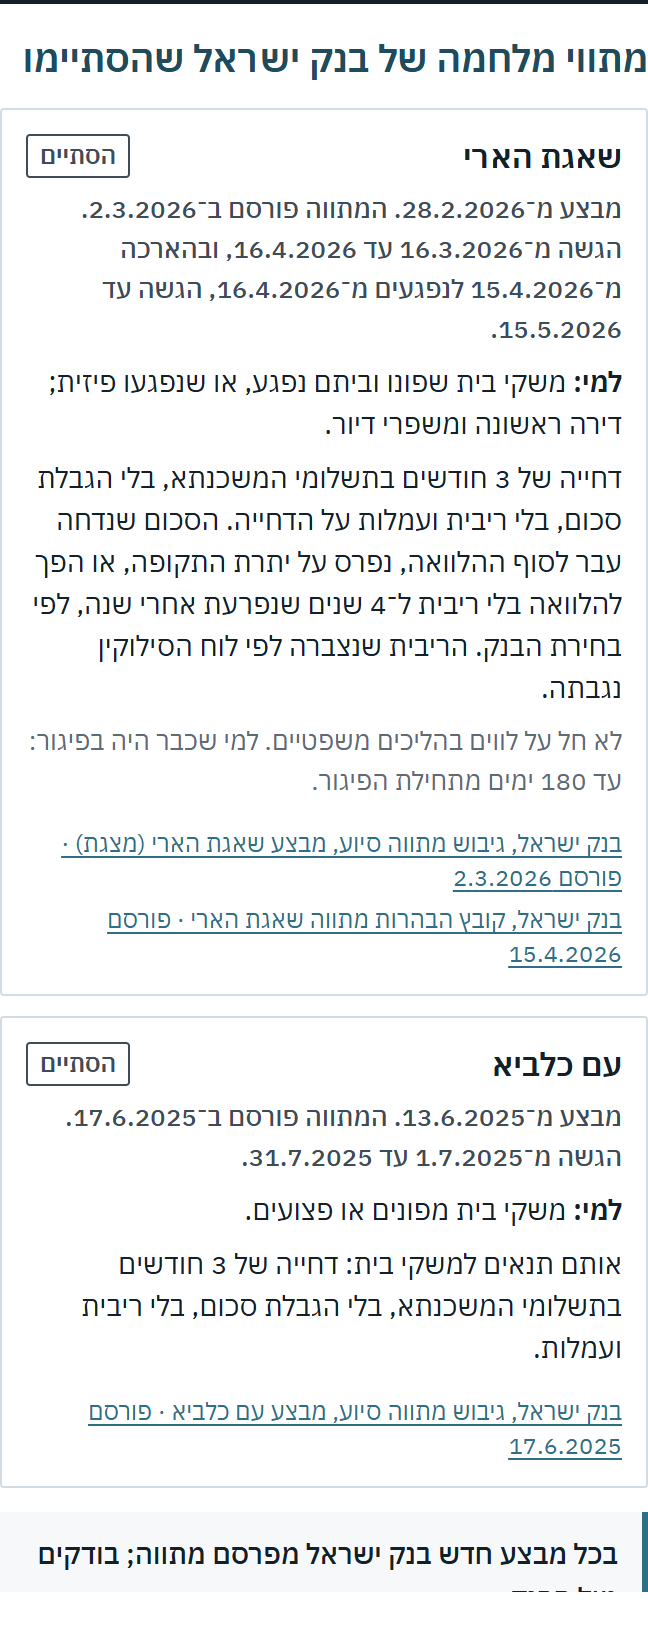 מתווי מלחמה של בנק ישראל שהסתיימו
שאגת הארי
הסתיים
מבצע מ־28.2.2026. המתווה פורסם ב־2.3.2026.
הגשה מ־16.3.2026 עד 16.4.2026, ובהארכה
מ־15.4.2026 לנפגעים מ־16.4.2026, הגשה עד
15.5.2026.
למי: משקי בית שפונו וביתם נפגע, או שנפגעו פיזית;
דירה ראשונה ומשפרי דיור.
דחייה של 3 חודשים בתשלומי המשכנתא, בלי הגבלת
סכום, בלי ריבית ועמלות על הדחייה. הסכום שנדחה
עבר לסוף ההלוואה, נפרס על יתרת התקופה, או הפך
להלוואה בלי ריבית ל־4 שנים שנפרעת אחרי שנה, לפי
בחירת הבנק. הריבית שנצברה לפי לוח הסילוקין
נגבתה.
לא חל על לווים בהליכים משפטיים. למי שכבר היה בפיגור:
עד 180 ימים מתחילת הפיגור.
בנק ישראל, גיבוש מתווה סיוע, מבצע שאגת הארי (מצגת) ·
פורסם 2.3.2026
בנק ישראל, קובץ הבהרות מתווה שאגת הארי · פורסם
15.4.2026
עם כלביא
הסתיים
מבצע מ־13.6.2025. המתווה פורסם ב־17.6.2025.
הגשה מ־1.7.2025 עד 31.7.2025.
למי: משקי בית מפונים או פצועים.
אותם תנאים למשקי בית: דחייה של 3 חודשים
בתשלומי המשכנתא, בלי הגבלת סכום, בלי ריבית
ועמלות.
בנק ישראל, גיבוש מתווה סיוע, מבצע עם כלביא · פורסם
17.6.2025
בכל מבצע חדש בנק ישראל מפרסם מתווה; בודקים